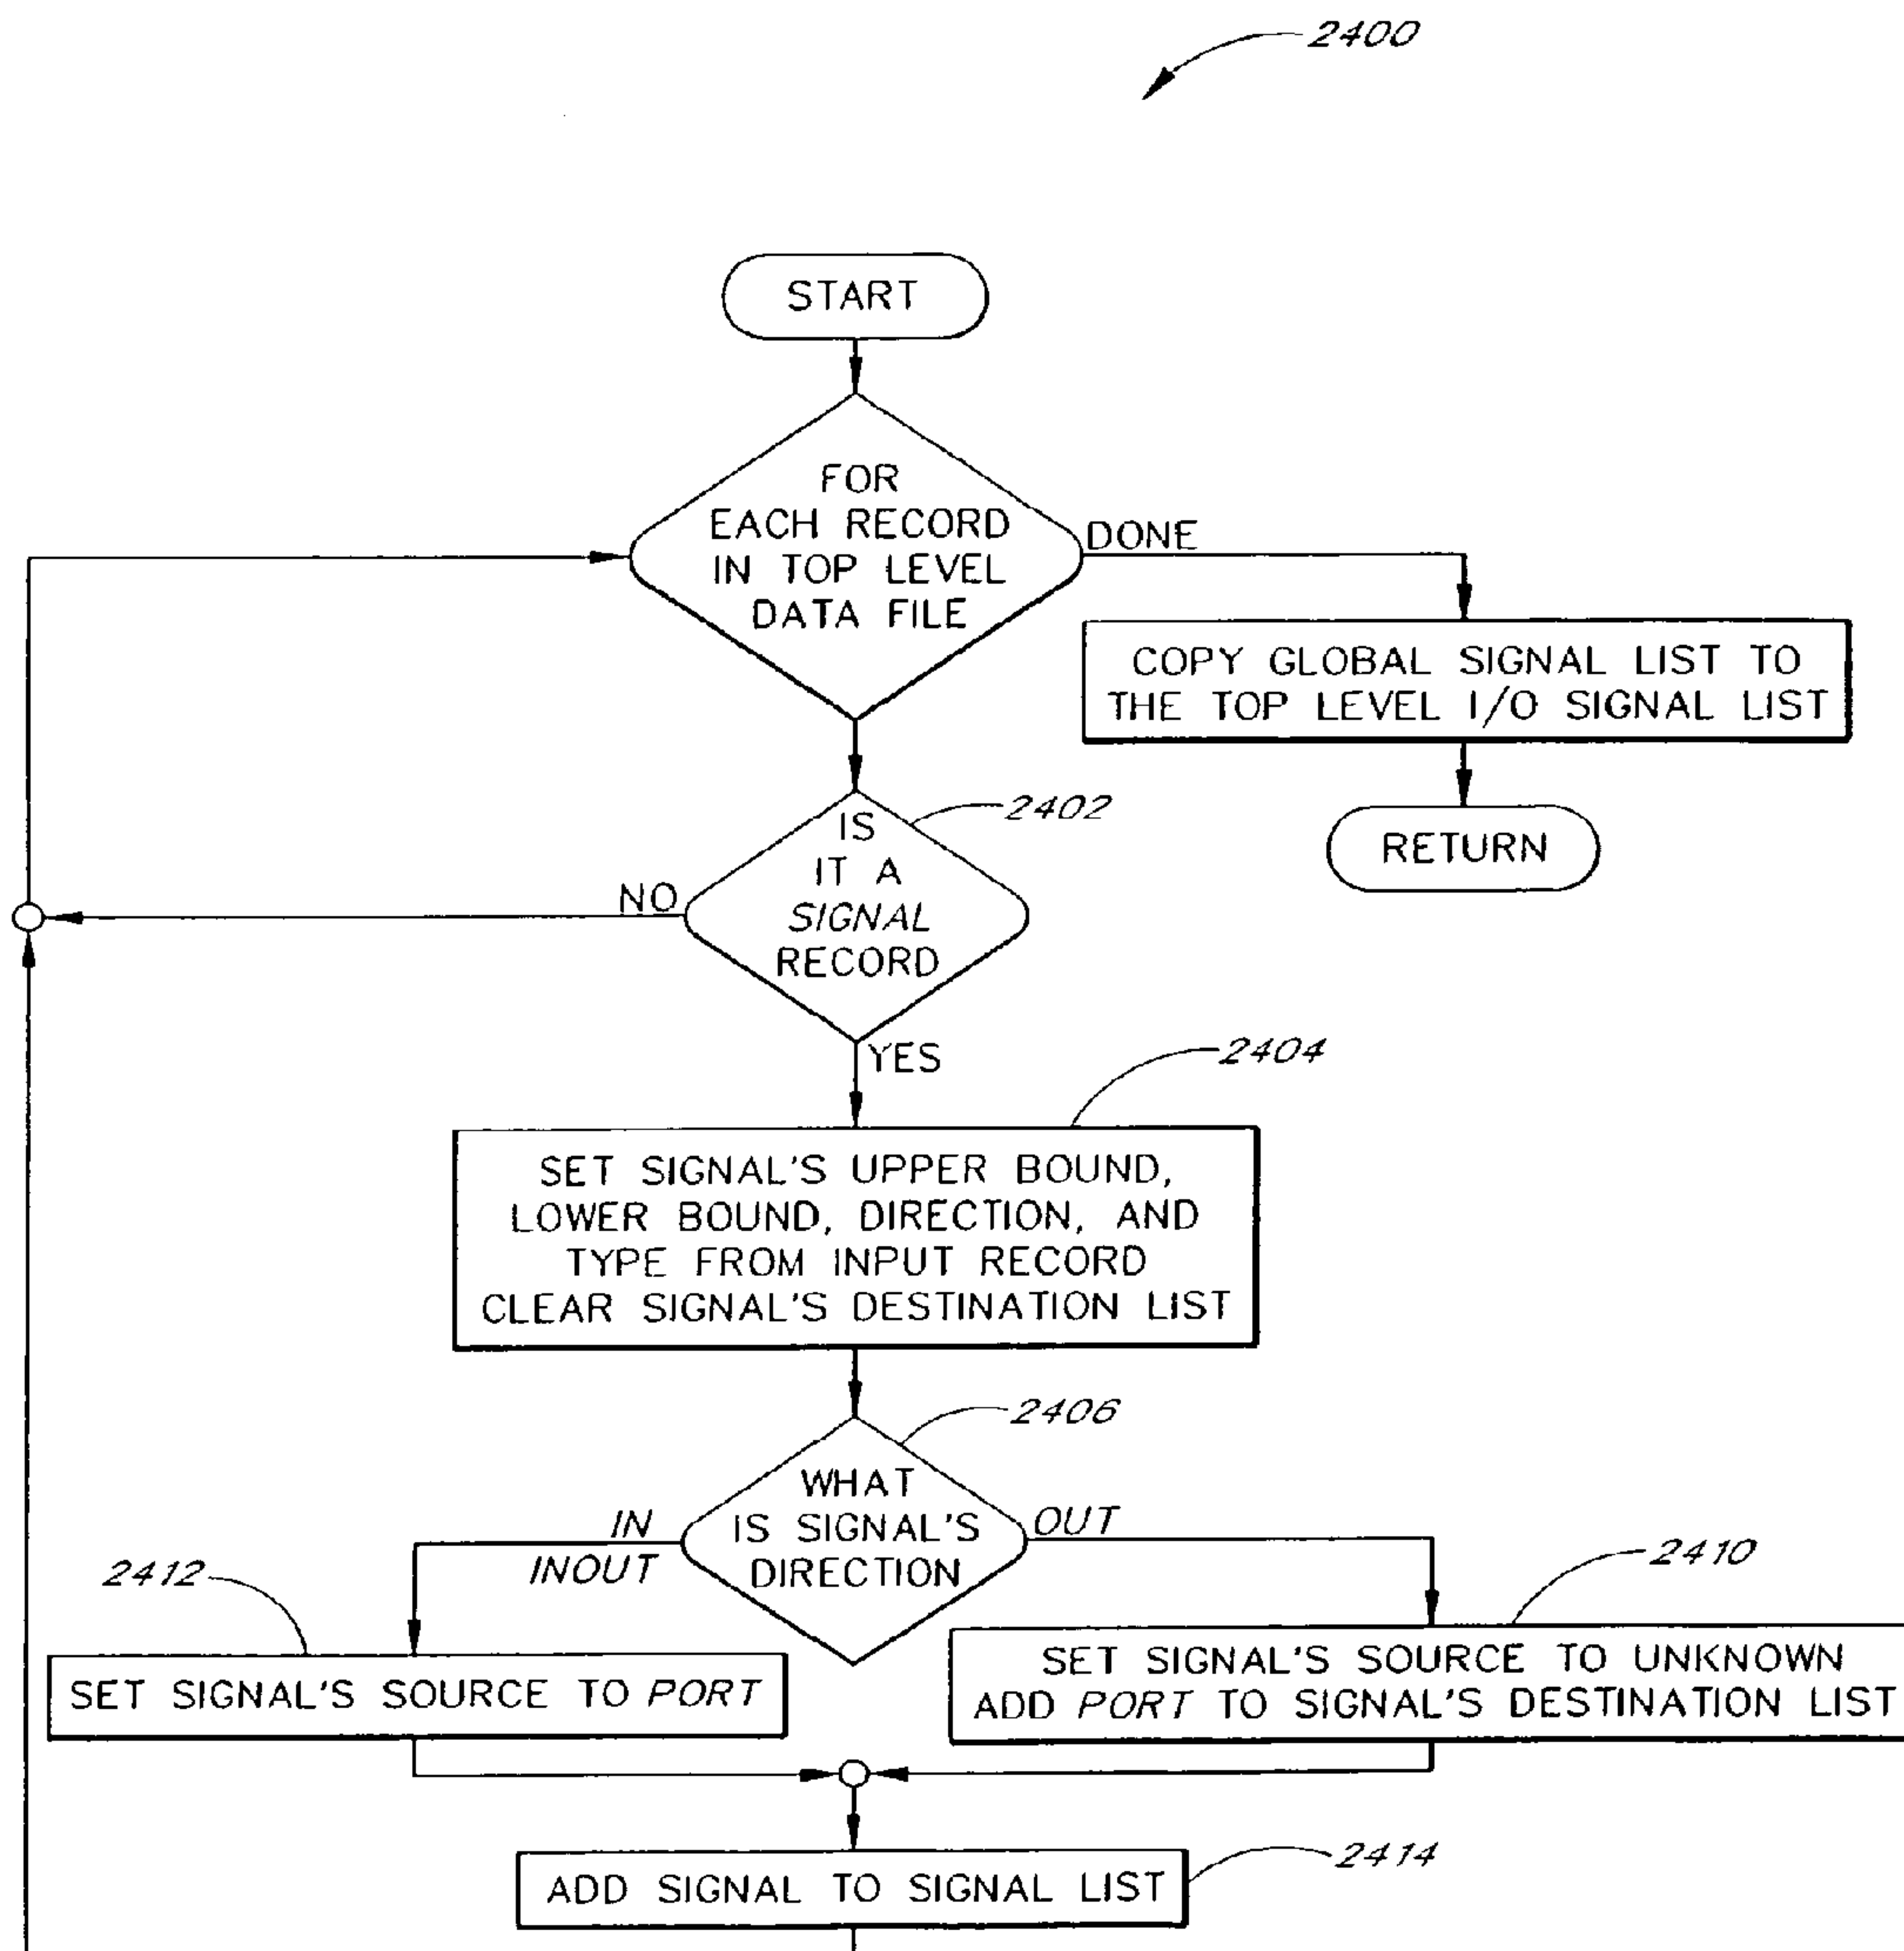 2400
START
FOR
EACH RECORD
IN TOP LEVEL
DATA FILE
DONE
COPY GLOBAL SIGNAL LIST TO
THE TOP LEVEL I/O SIGNAL LIST
RETURN
2402
IS
IT A
SIGNAL
RECORD
NO
YES
2404
SET SIGNAL'S UPPER BOUND,
LOWER BOUND, DIRECTION, AND
TYPE FROM INPUT RECORD
CLEAR SIGNAL'S DESTINATION LIST
2406
WHAT
IS SIGNAL'S
DIRECTION
IN
INOUT
OUT
2412
SET SIGNAL'S SOURCE TO PORT
2410
SET SIGNAL'S SOURCE TO UNKNOWN
ADD PORT TO SIGNAL'S DESTINATION LIST
2414
ADD SIGNAL TO SIGNAL LIST